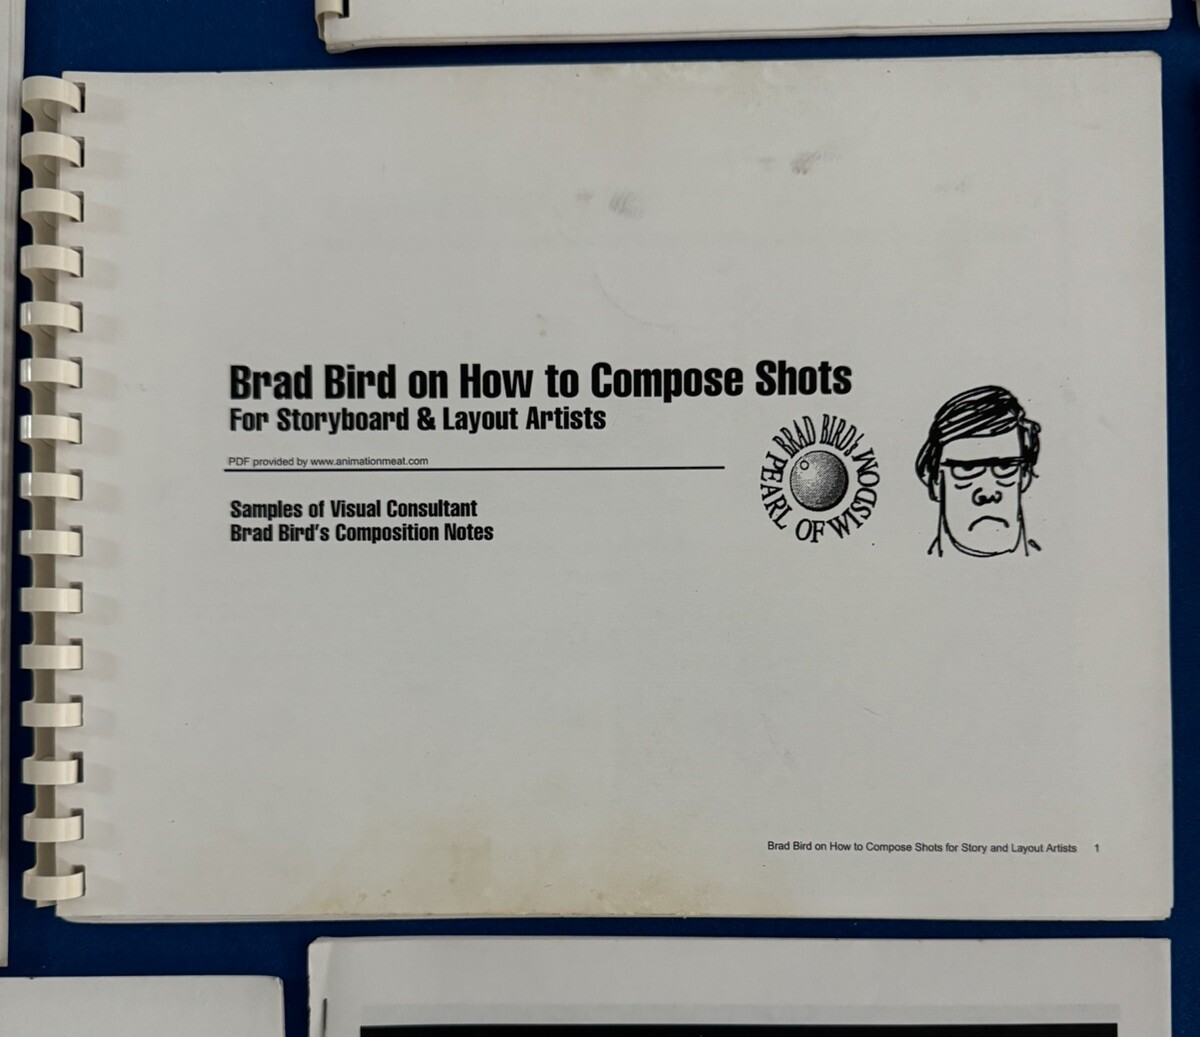 Brad Bird on How to Compose Shots
For Storyboard & Layout Artists
PDF provided by www.animationmeat.com
Samples of Visual Consultant
Brad Bird's Composition Notes
BRAD BIRD's
PEARL OF WISDOM
Brad Bird on How to Compose Shots for Story and Layout Artists 1